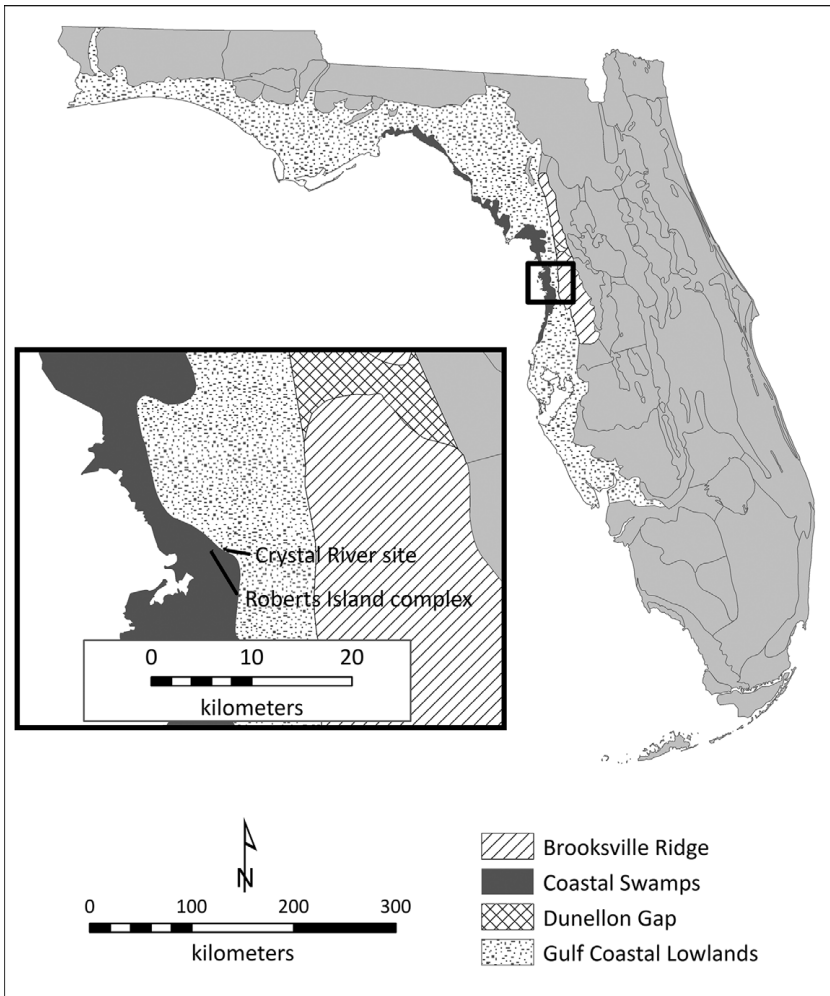 Crystal River site
Roberts Island complex
0 10 20
kilometers
N
0 100 200 300
kilometers
Brooksville Ridge
Coastal Swamps
Dunellon Gap
Gulf Coastal Lowlands